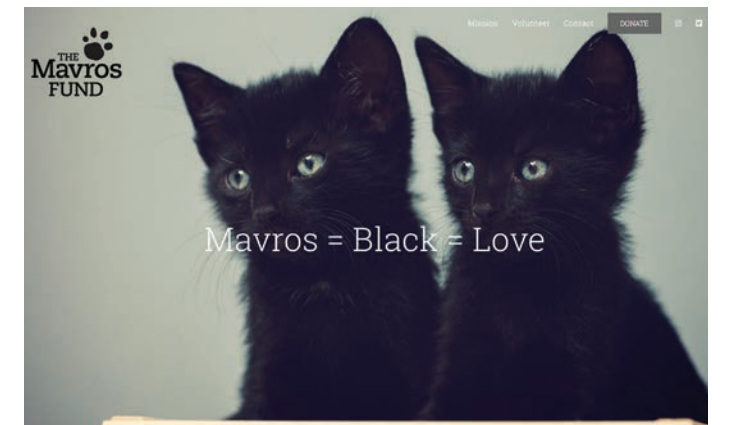 THE
Mavros
FUND
Mission Volunteer Contact DONATE
Mavros = Black = Love